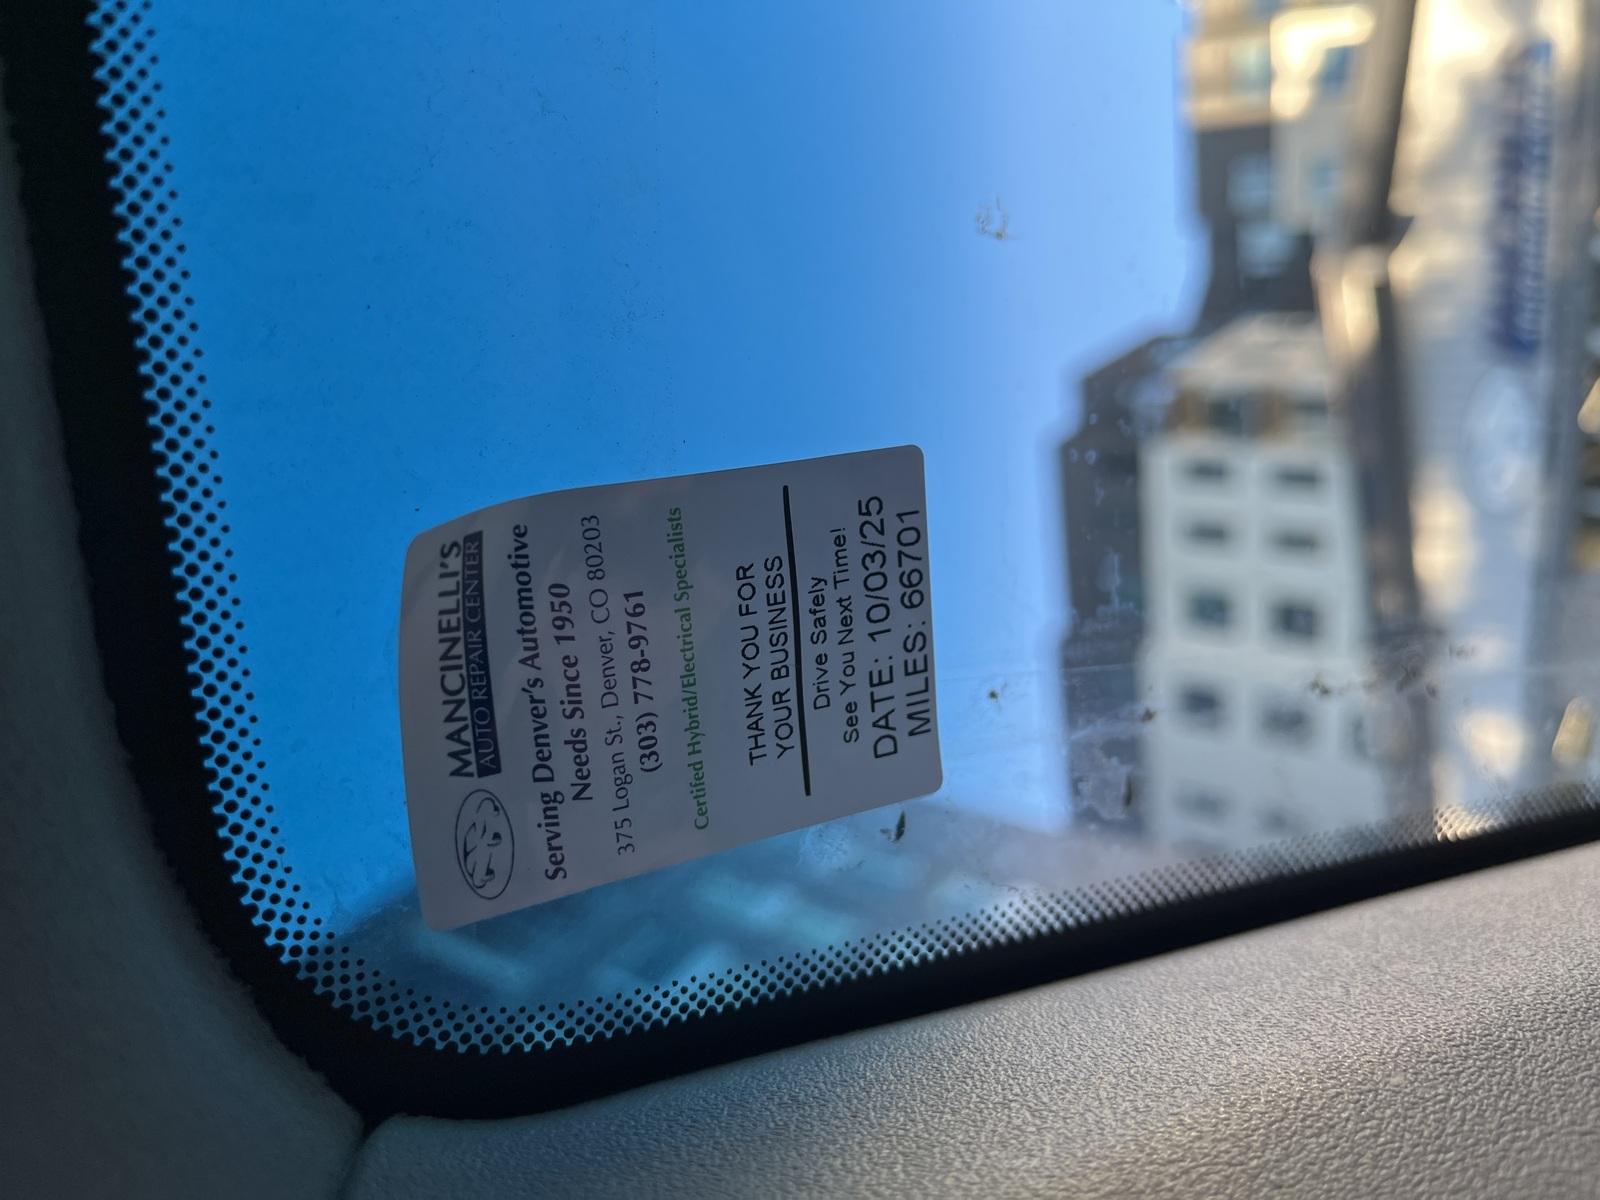 MANCINELLI'S
AUTO REPAIR CENTER
Serving Denver's Automotive
Needs Since 1950
375 Logan St., Denver, CO 80203
(303) 778-9761
Certifed Hybrid/Electrical Specialists
THANK YOU FOR
YOUR BUSINESS
Drive Safely
See You Next Time!
DATE: 10/03/25
MILES: 66701